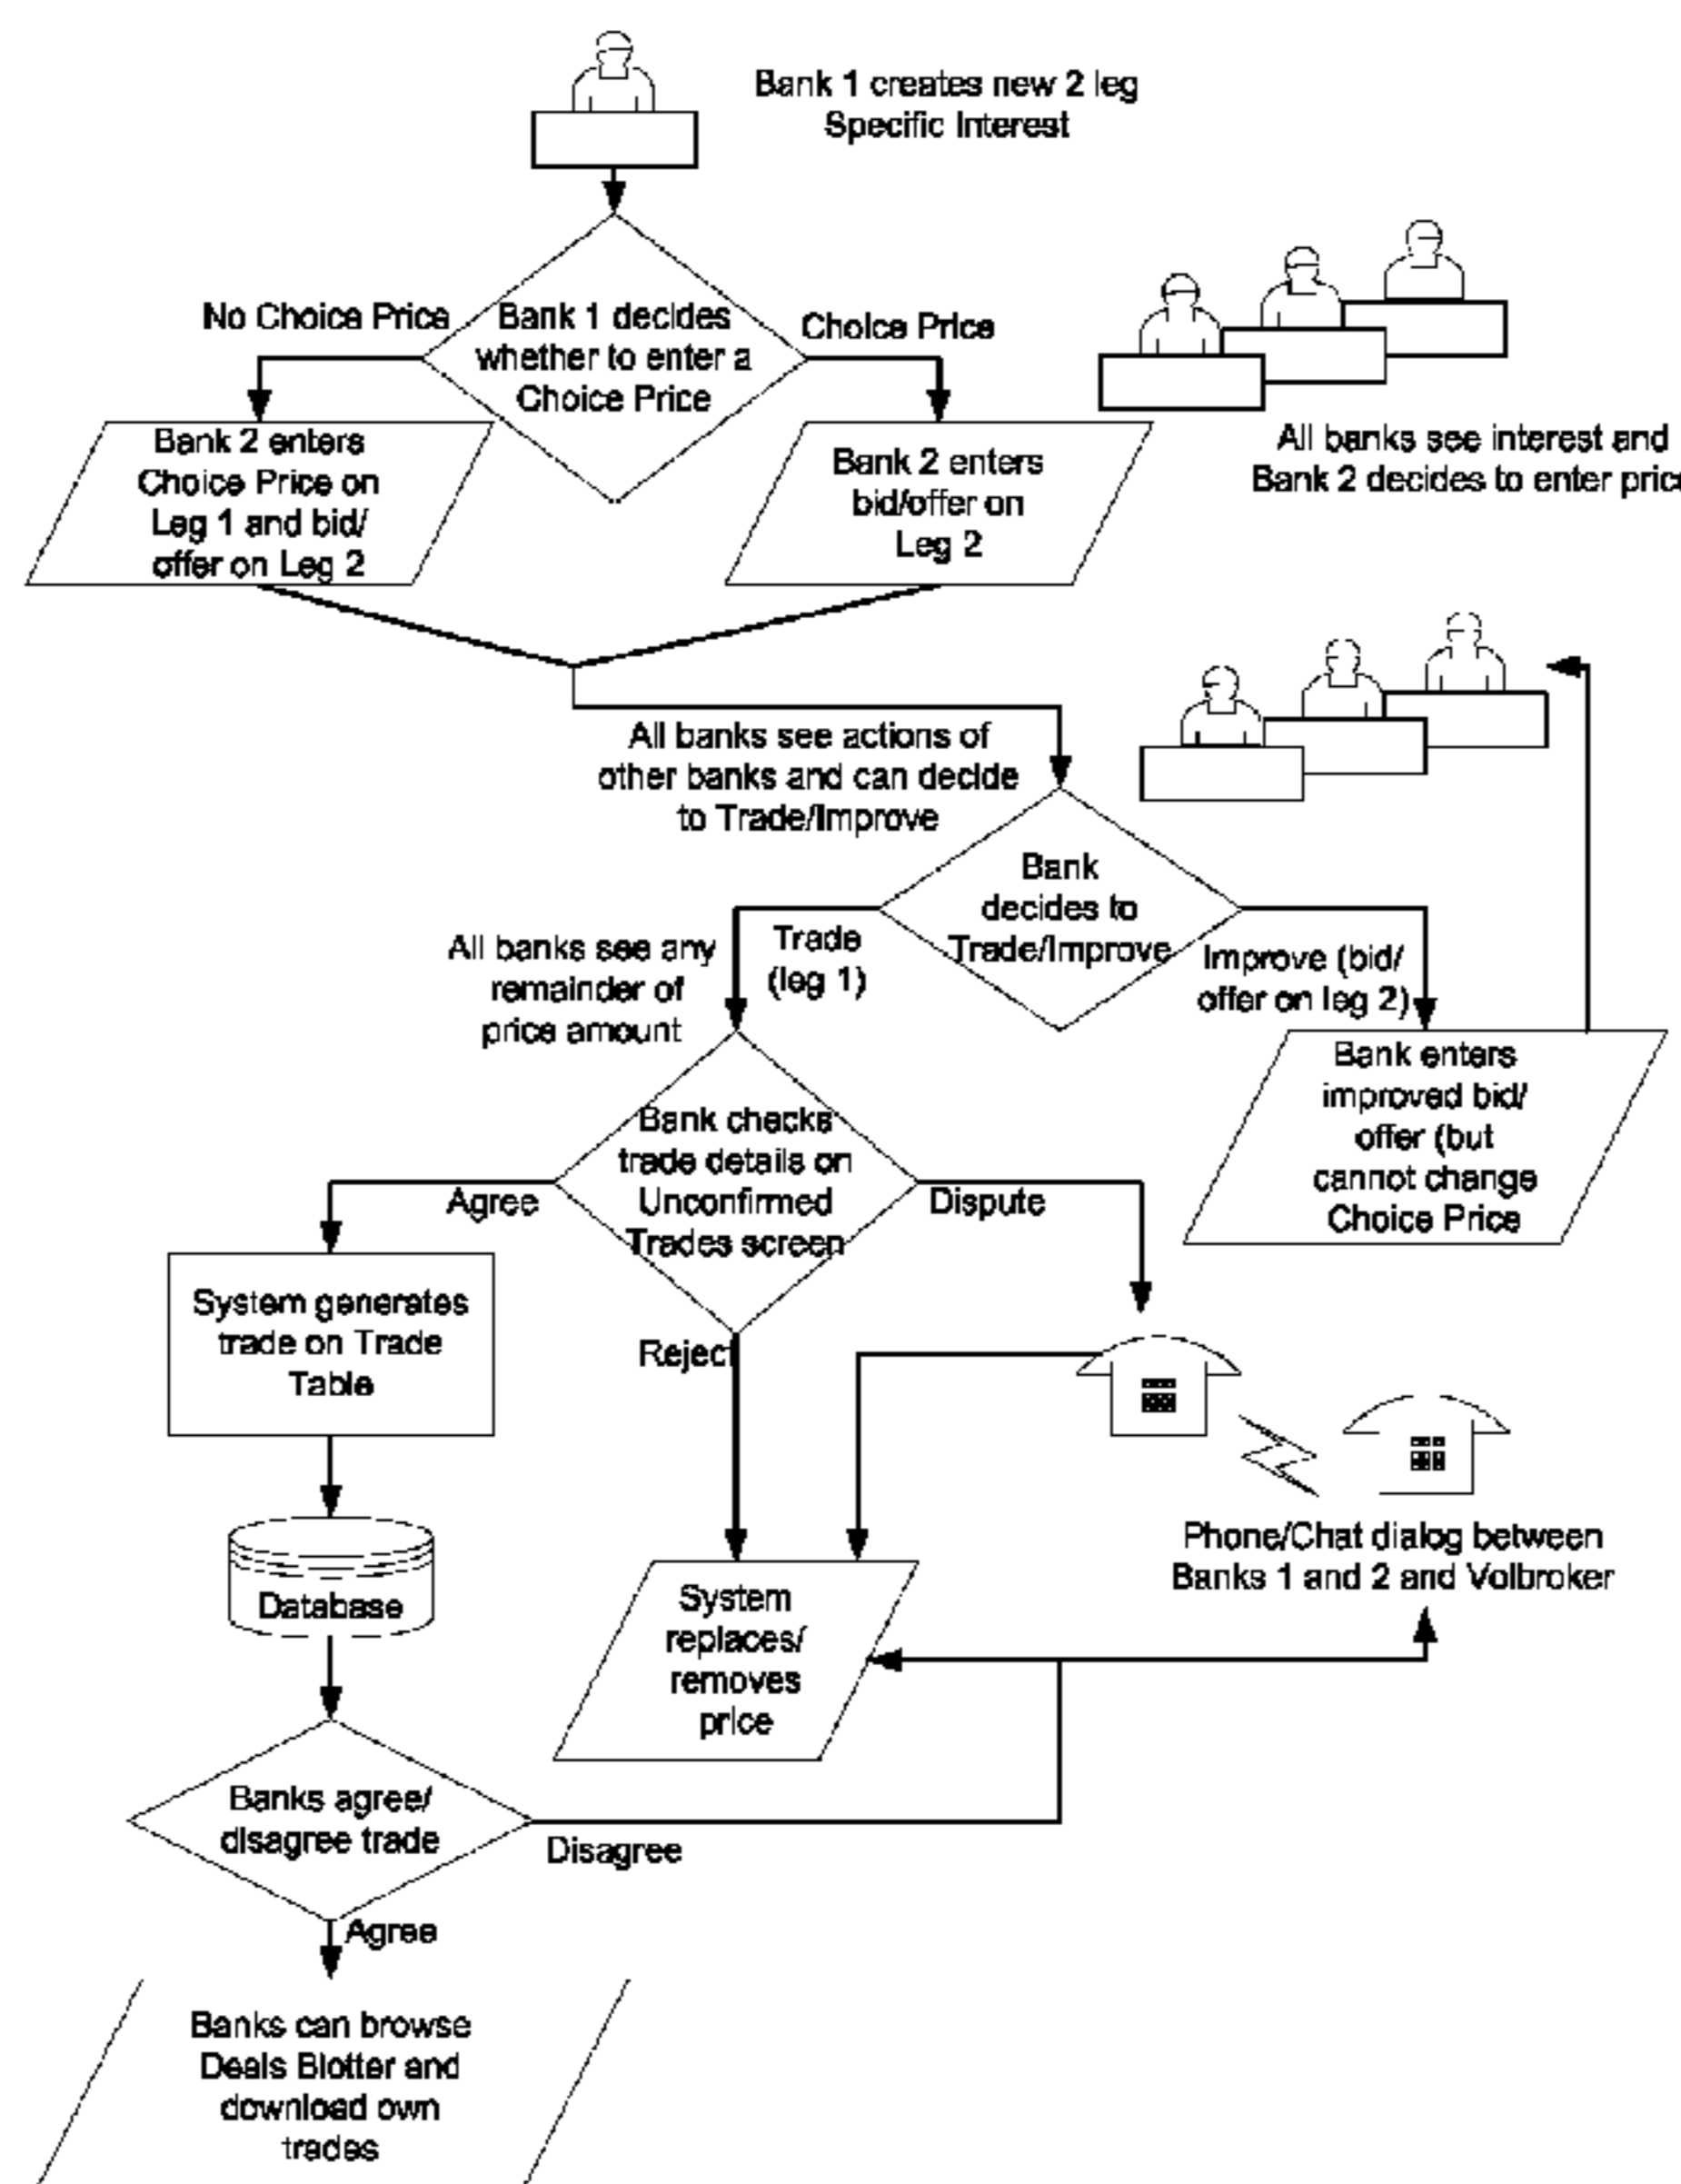 Bank 1 creates new 2 leg
Specific Interest
No Choice Price
Bank 1 decides
whether to enter a
Choice Price
Choice Price
All banks see interest and
Bank 2 decides to enter
Bank 2 enters
Choice Price on
Leg 1 and bid/
offer on Leg 2
Bank 2 enters
bid/offer on
Leg 2
All banks see actions of
other banks and can decide
to Trade/Improve
Bank
decides to
Trade/Improve
All banks see any
remainder of
price amount
Trade
(leg 1)
Improve (bid/
offer on leg 2)
Bank enters
improved bid/
offer (but
cannot change
Choice Price
Bank checks
trade details on
Unconfirmed
Trades screen
Agree
Dispute
Reject
System generates
trade on Trade
Table
Phone/Chat dialog between
Banks 1 and 2 and Volbroker
Database
System
replaces/
removes
price
Banks agree/
disagree trade
Disagree
Agree
Banks can browse
Deals Blotter and
download own
trades